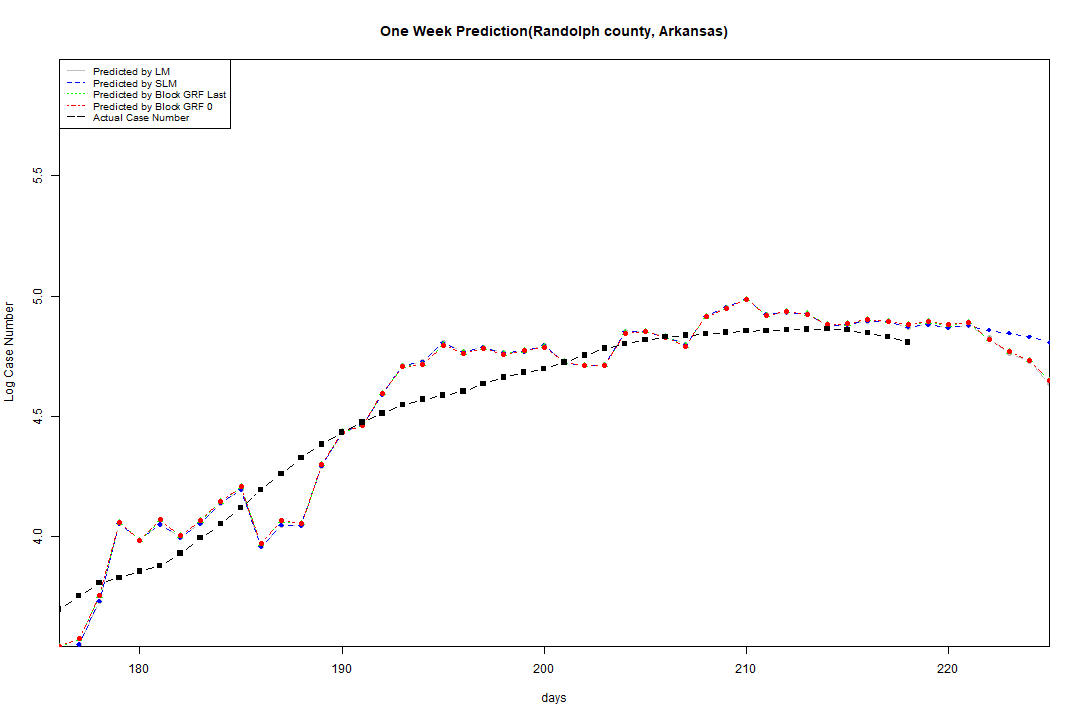 One Week Prediction(Randolph county, Arkansas)
Predicted by LM
Predicted by SLM
Predicted by Block GRF Last
Predicted by Block GRF 0
Actual Case Number
5.5
5.0
4.5
4.0
Log Case Number
180 190 200 210 220
days